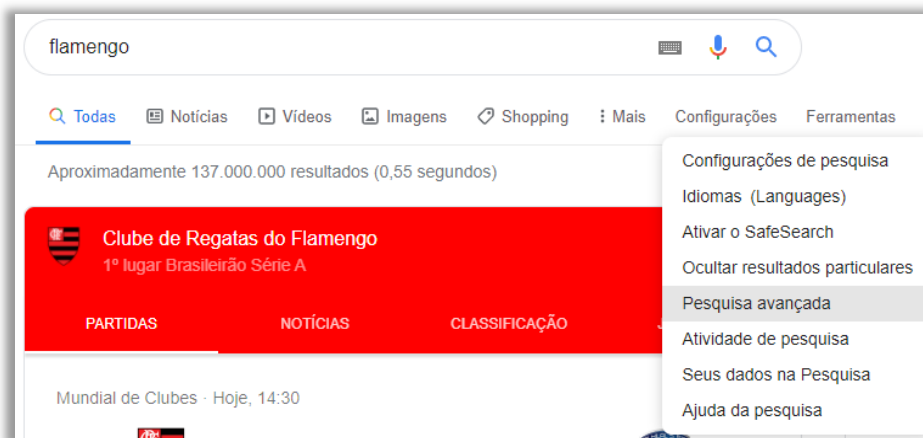 flamengo
Todas Notícias Vídeos Imagens Shopping Mais Configurações Ferramentas
Aproximadamente 137.000.000 resultados (0,55 segundos)
Clube de Regatas do Flamengo
1º lugar Brasileirão Série A
PARTIDAS NOTÍCIAS CLASSIFICAÇÃO
Mundial de Clubes · Hoje, 14:30
Configurações de pesquisa
Idiomas (Languages)
Ativar o SafeSearch
Ocultar resultados particulares
Pesquisa avançada
Atividade de pesquisa
Seus dados na Pesquisa
Ajuda da pesquisa